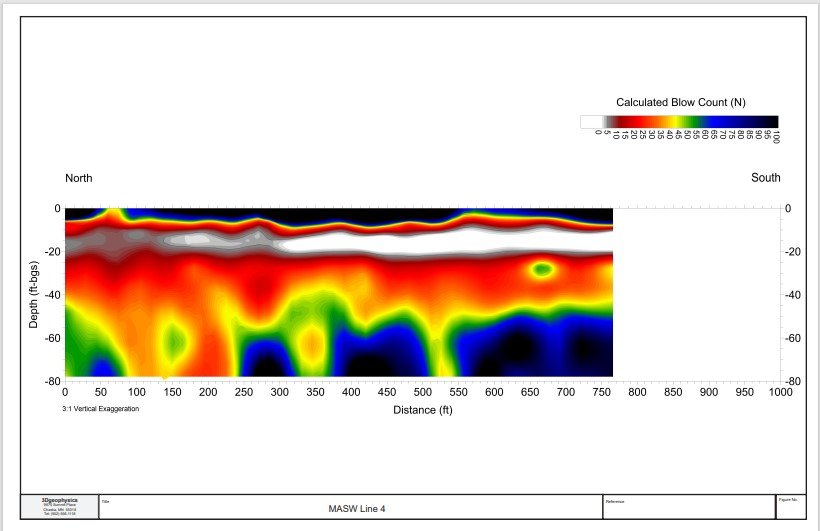 Calculated Blow Count (N)
0 5 10 15 20 25 30 35 40 45 50 55 60 65 70 75 80 85 90 95 100
North South
0 0
-20 -20
-40 -40
-60 -60
-80 -80
Depth (ft-bgs)
0 50 100 150 200 250 300 350 400 450 500 550 600 650 700 750 800 850 900 950 1000
3:1 Vertical Exaggeration
Distance (ft)
3Dgeophysics
Title
MASW Line 4
Reference
Figure No.